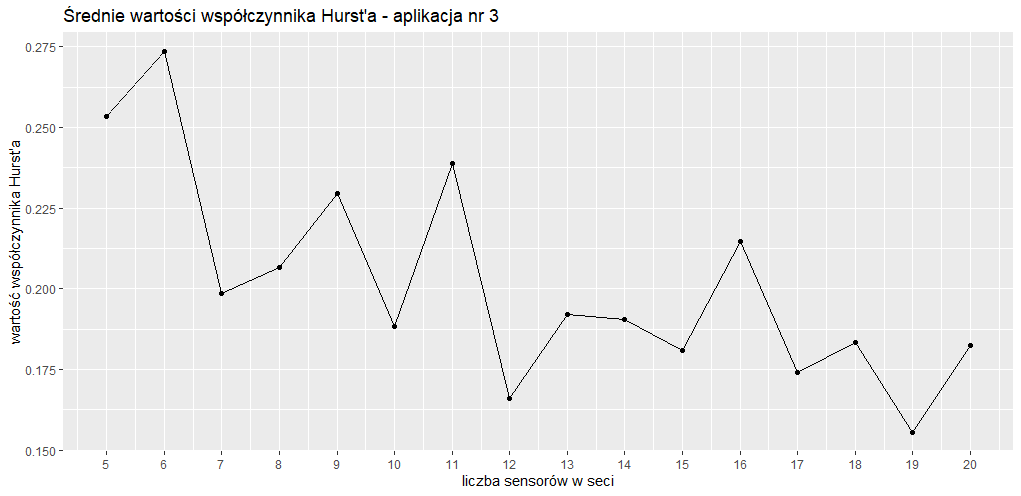 Średnie wartości współczynnika Hurst'a - aplikacja nr 3
wartość współczynnika Hurst'a
0.275
0.250
0.225
0.200
0.175
0.150
5 6 7 8 9 10 11 12 13 14 15 16 17 18 19 20
liczba sensorów w seci